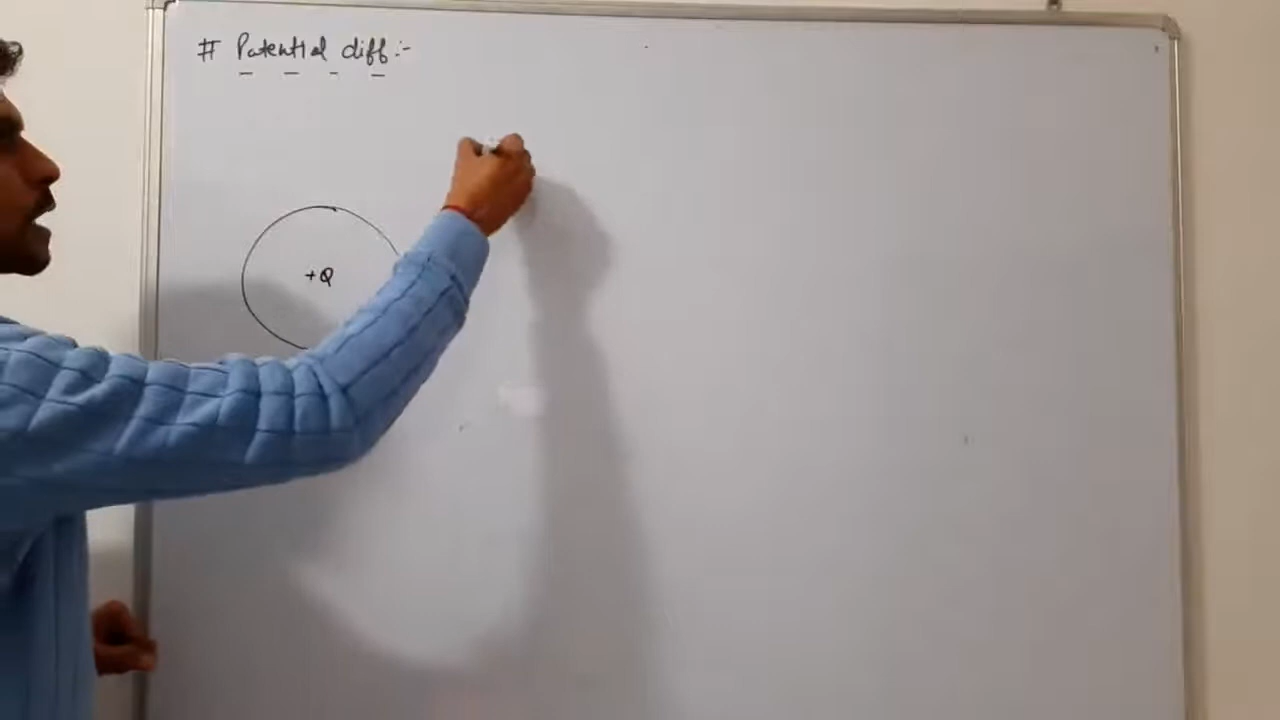 # Potential diff :-
+Q